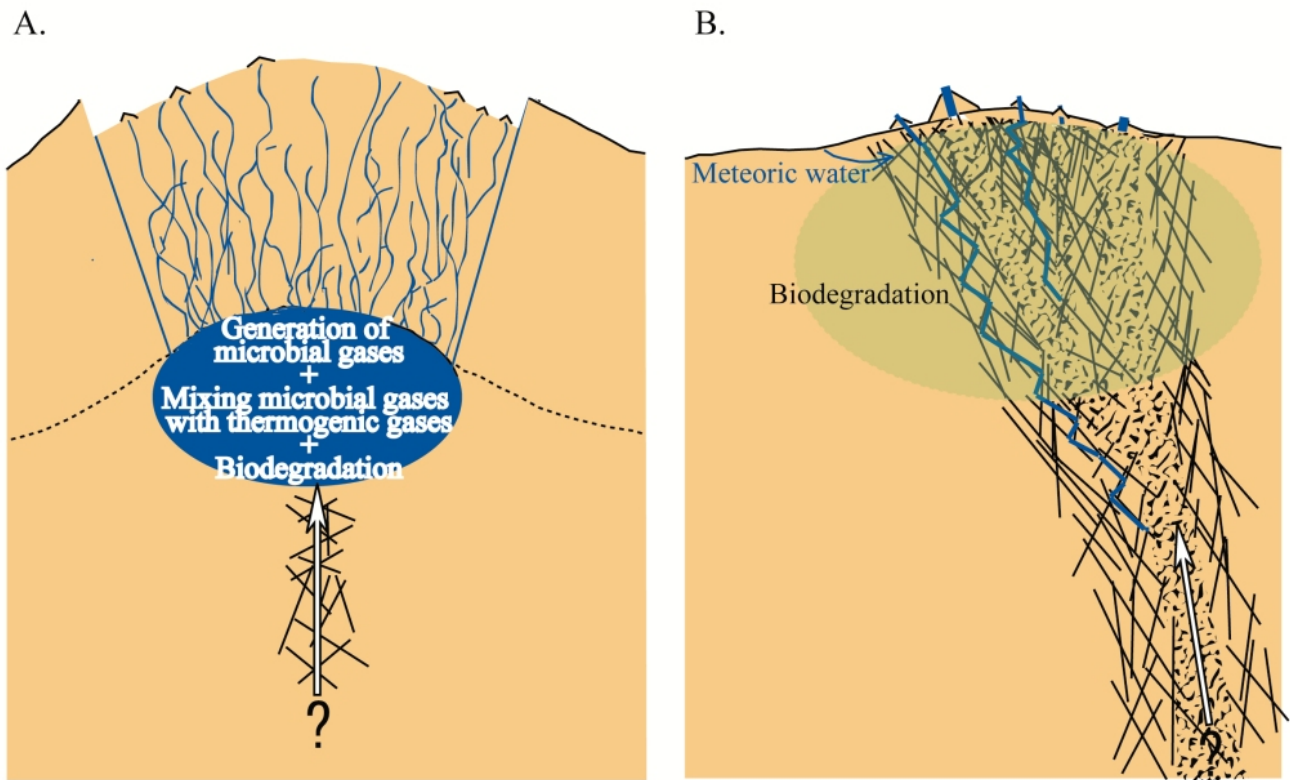 A.
Generation of
microbial gases
+
Mixing microbial gases
with thermogenic gases
+
Biodegradation
?
B.
Meteoric water
Biodegradation
?